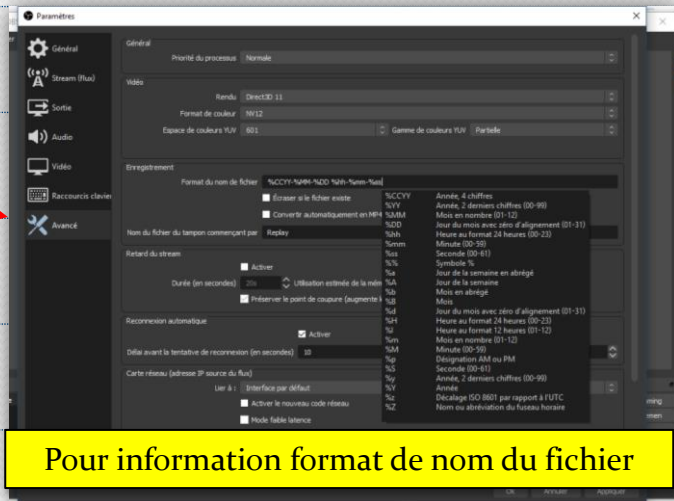 Paramètres
Général
Stream (flux)
Sortie
Audio
Vidéo
Raccourcis clavier
Avancé
Général
Priorité du processus Normale
Vidéo
Rendu Direct3D 11
Format de couleur NV12
Espace de couleurs YUV 601 Gamme de couleurs YUV Partielle
Enregistrement
Format du nom de fichier %CCYY-%MM-%DD %hh-%mm-%ss
Écraser si le fichier existe
Convertir automatiquement en MP4
Nom du fichier du tampon commençant par Replay
%CCYY Année, 4 chiffres
%YY Année, 2 derniers chiffres (00-99)
%MM Mois en nombre (01-12)
%DD Jour du mois avec zéro d'alignement (01-31)
%hh Heure au format 24 heures (00-23)
%mm Minute (00-59)
%ss Seconde (00-61)
%% Symbole %
%a Jour de la semaine en abrégé
%A Jour de la semaine
%b Mois en abrégé
%B Mois
%d Jour du mois avec zéro d'alignement (01-31)
%H Heure au format 24 heures (00-23)
%I Heure au format 12 heures (01-12)
%m Mois en nombre (01-12)
%M Minute (00-59)
%p Désignation AM ou PM
%S Seconde (00-61)
%y Année, 2 derniers chiffres (00-99)
%Y Année
%z Décalage ISO 8601 par rapport à l'UTC
%Z Nom ou abréviation du fuseau horaire
Retard du stream
Activer
Durée (en secondes) 20s Utilisation estimée de la mém
Préserver le point de coupure (augmente l
Reconnexion automatique
Activer
Délai avant la tentative de reconnexion (en secondes) 10
Carte réseau (adresse IP source du flux)
Lier à : Interface par défaut
Activer le nouveau code réseau
Mode faible latence
Pour information format de nom du fichier
OK Annuler Appliquer